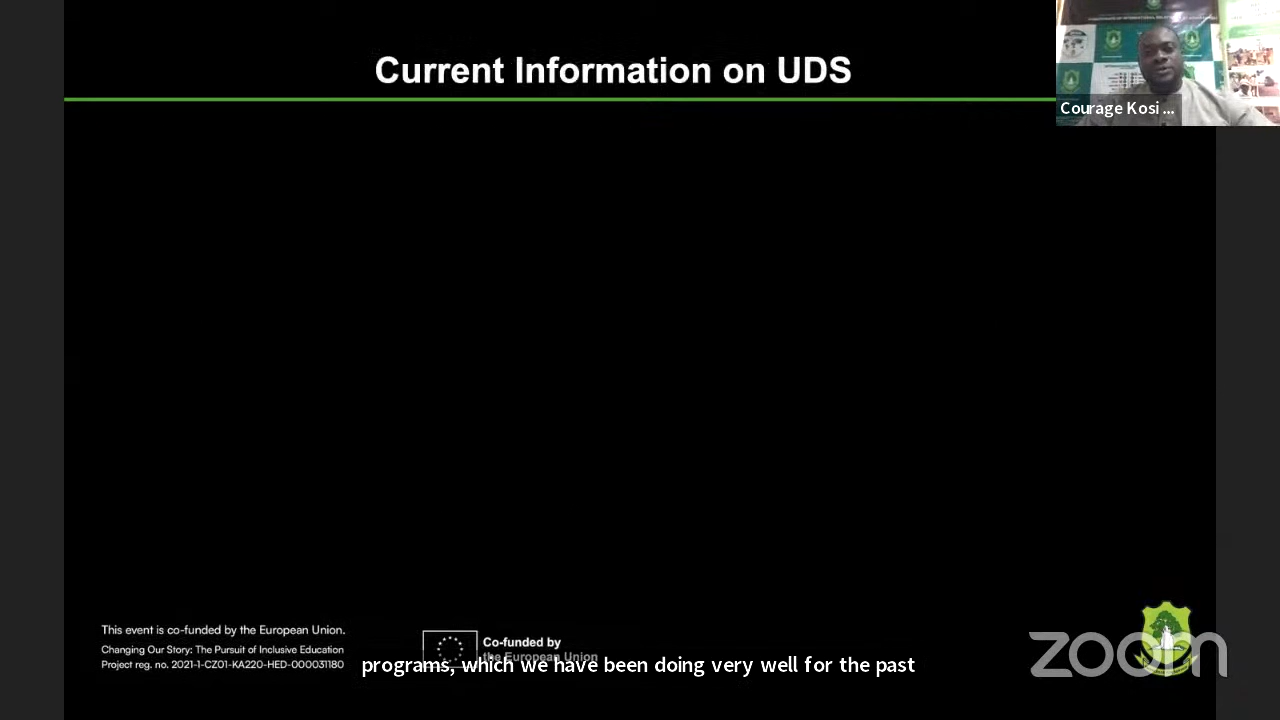 Current Information on UDS
Courage Kosi ...
This event is co-funded by the European Union.
Changing Our Story: The Pursuit of Inclusive Education
Project reg. no. 2021-1-CZ01-KA220-HED-000031180
Co-funded by
the European Union
programs, which we have been doing very well for the past
zoom